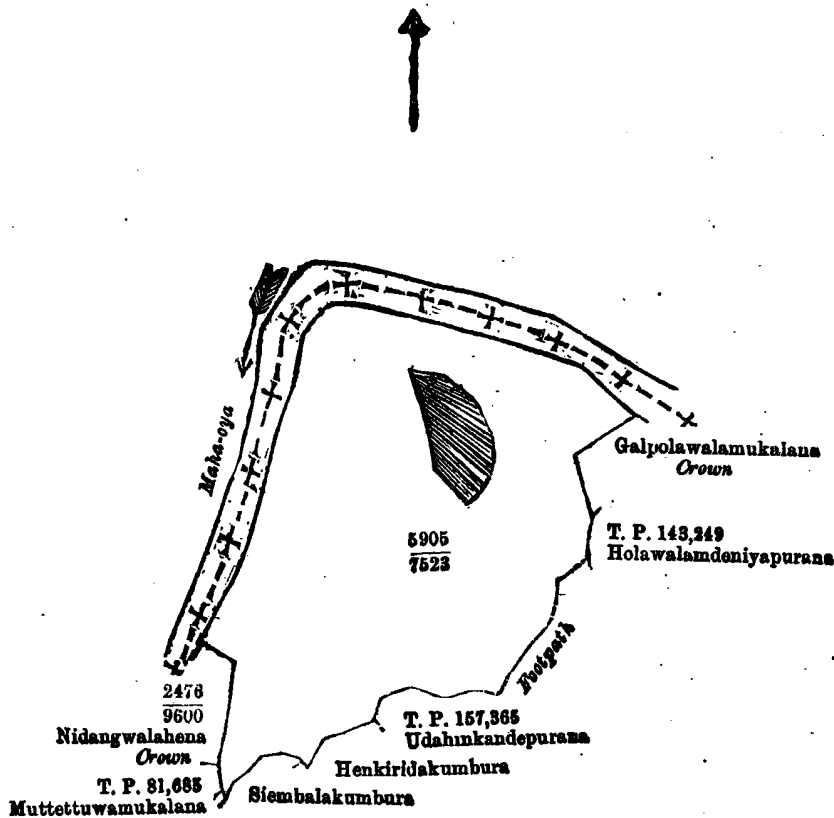 Maha-oya
Galpolawalamukalana
Crown
5905
7523
T. P. 143,249
Holawalamdeniyapurana
Footpath
2476
9600
Nidangwalahena
Crown
T. P. 157,365
Udahinkandepurana
Henkiridakumbura
T. P. 81,685
Muttettuwamukalana
Siembalakumbura